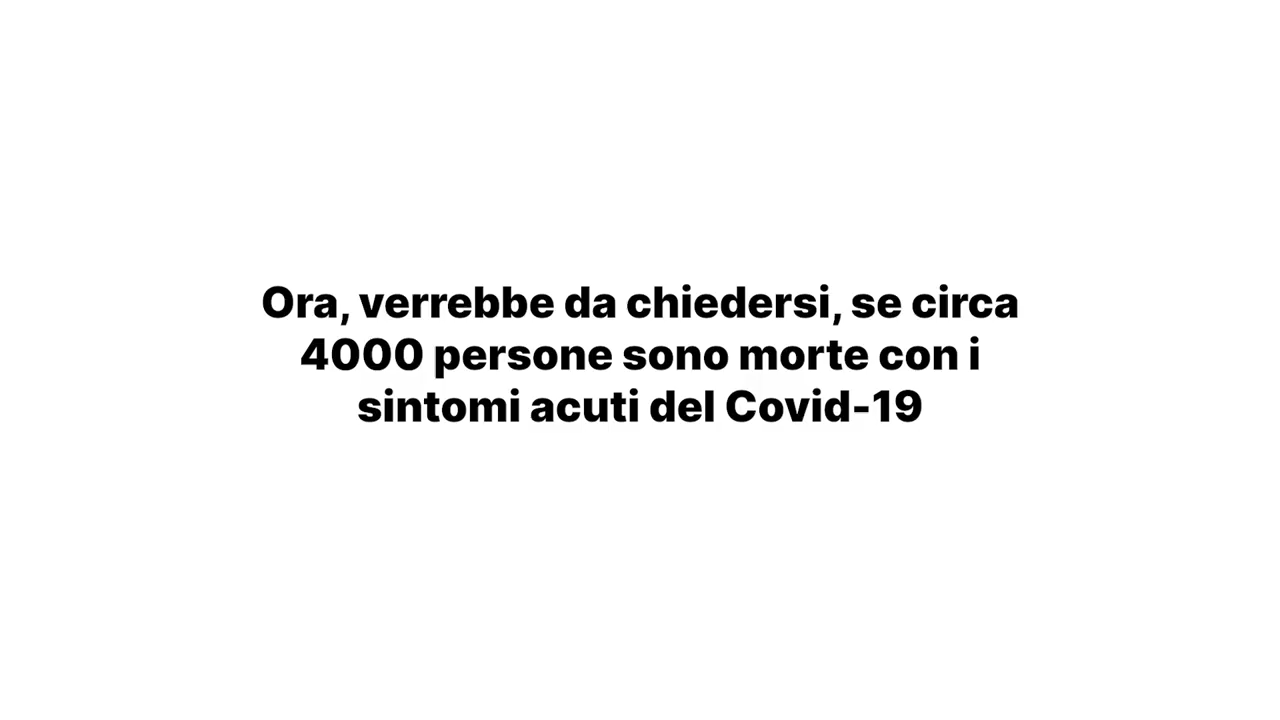 Ora, verrebbe da chiedersi, se circa
4000 persone sono morte con i
sintomi acuti del Covid-19